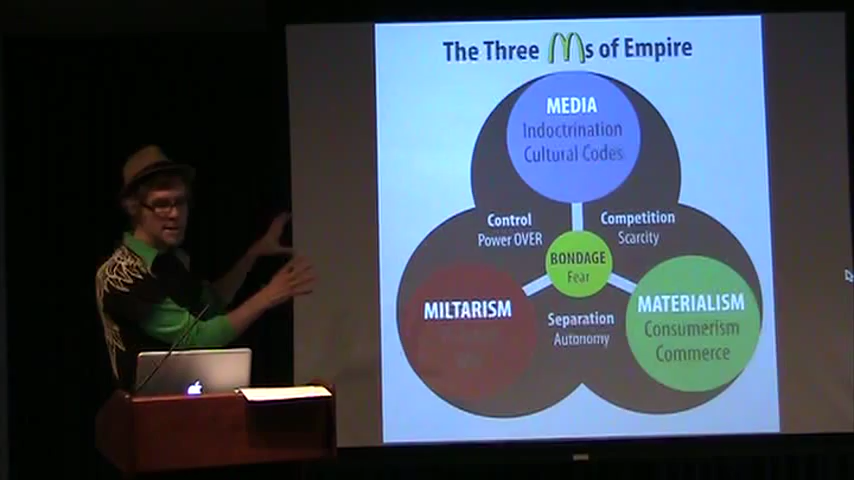 The Three Ms of Empire
MEDIA
Indoctrination
Cultural Codes
Control
Power OVER
Competition
Scarcity
BONDAGE
Fear
MILTARISM
MATERIALISM
Consumerism
Commerce
Separation
Autonomy